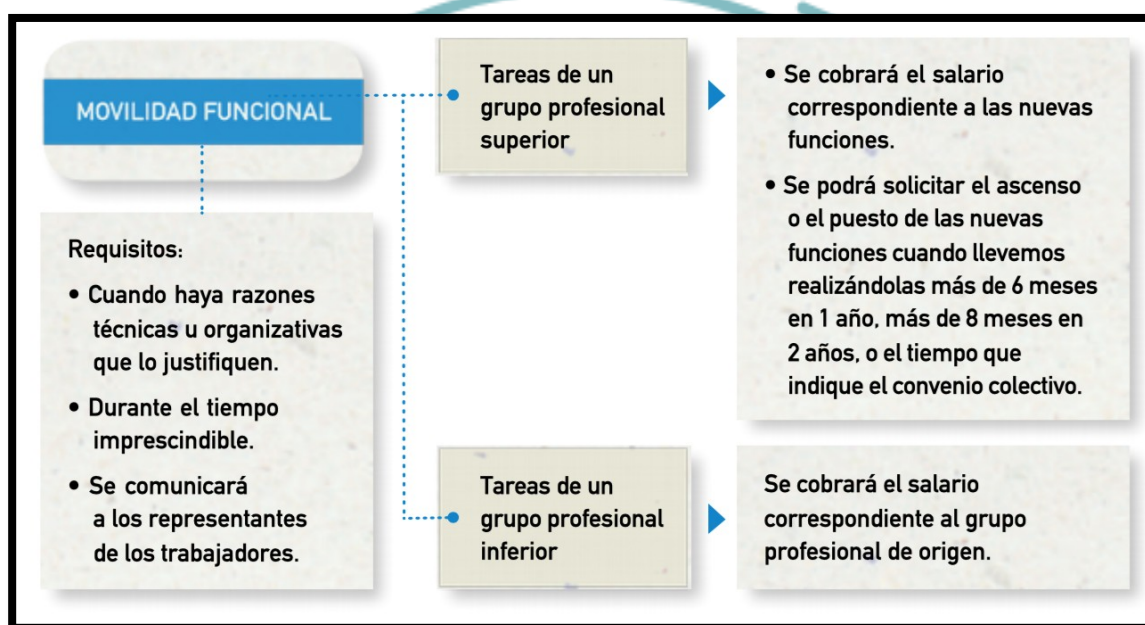 MOVILIDAD FUNCIONAL
Requisitos:
• Cuando haya razones
técnicas u organizativas
que lo justifiquen.
• Durante el tiempo
imprescindible.
• Se comunicará
a los representantes
de los trabajadores.
Tareas de un
grupo profesional
superior
• Se cobrará el salario
correspondiente a las nuevas
funciones.
• Se podrá solicitar el ascenso
o el puesto de las nuevas
funciones cuando llevemos
realizándolas más de 6 meses
en 1 año, más de 8 meses en
2 años, o el tiempo que
indique el convenio colectivo.
Tareas de un
grupo profesional
inferior
Se cobrará el salario
correspondiente al grupo
profesional de origen.